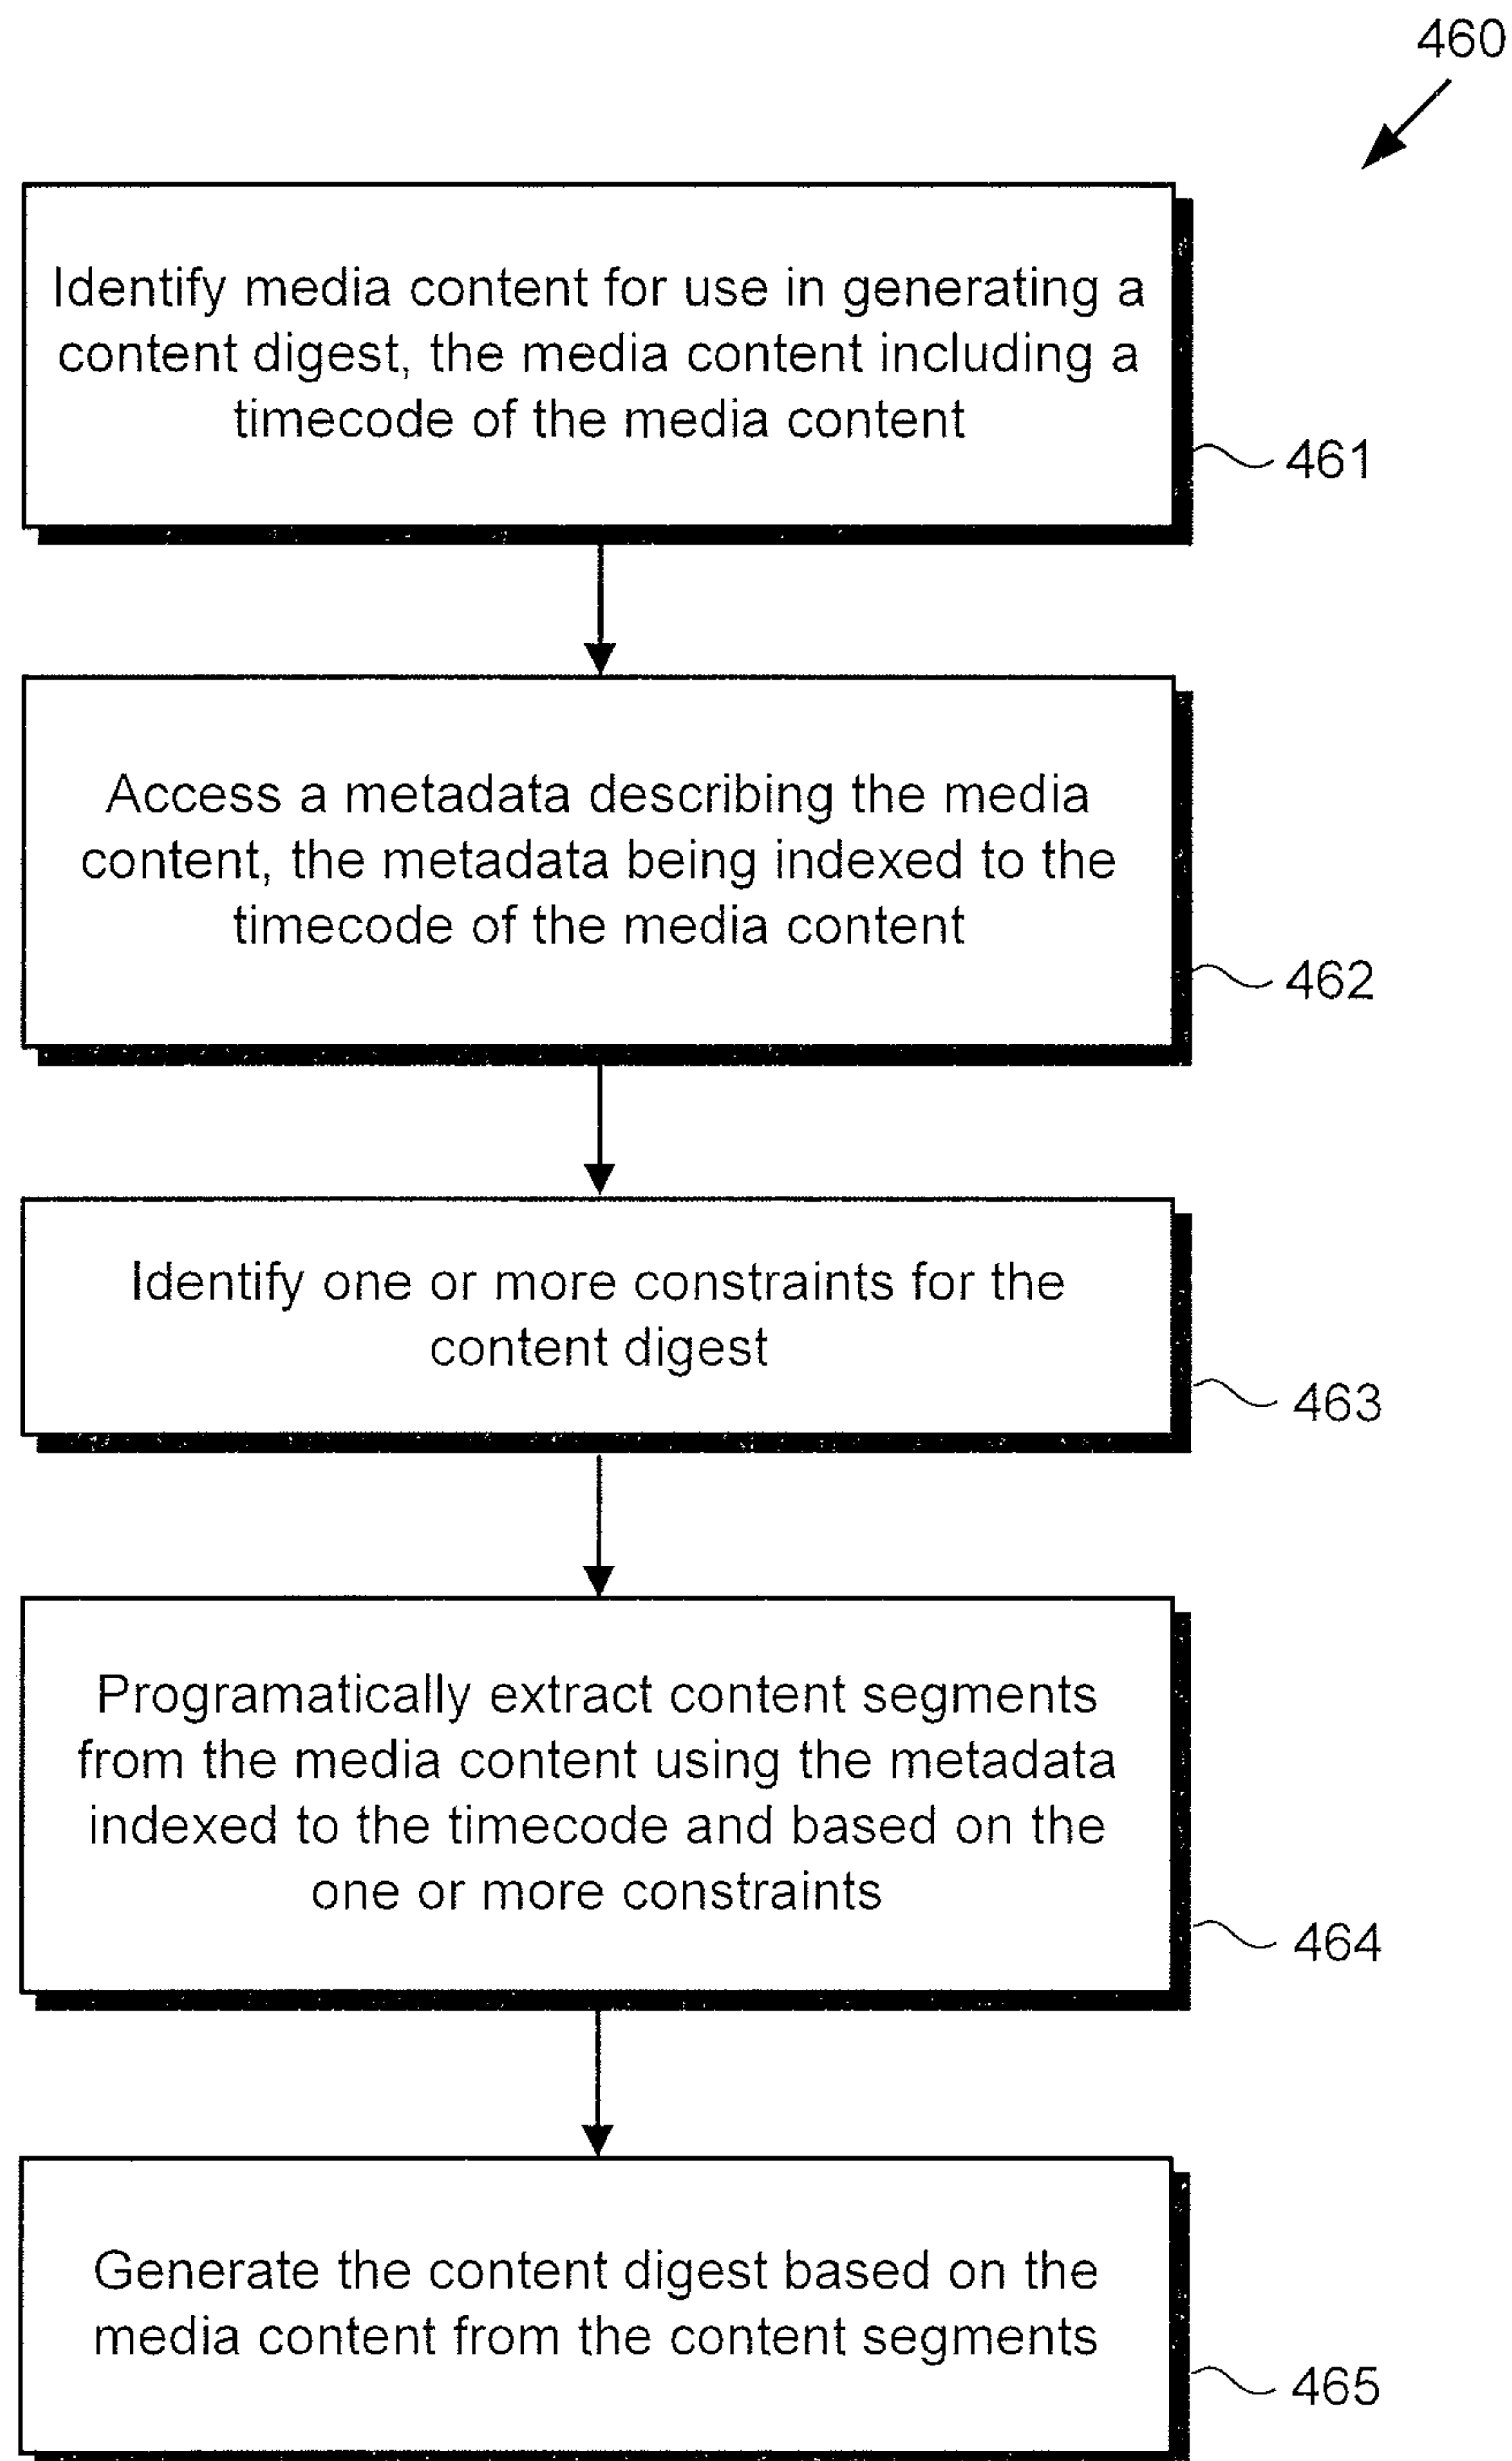 460
Identify media content for use in generating a
content digest, the media content including a
timecode of the media content
461
Access a metadata describing the media
content, the metadata being indexed to the
timecode of the media content
462
Identify one or more constraints for the
content digest
463
Programatically extract content segments
from the media content using the metadata
indexed to the timecode and based on the
one or more constraints
464
Generate the content digest based on the
media content from the content segments
465